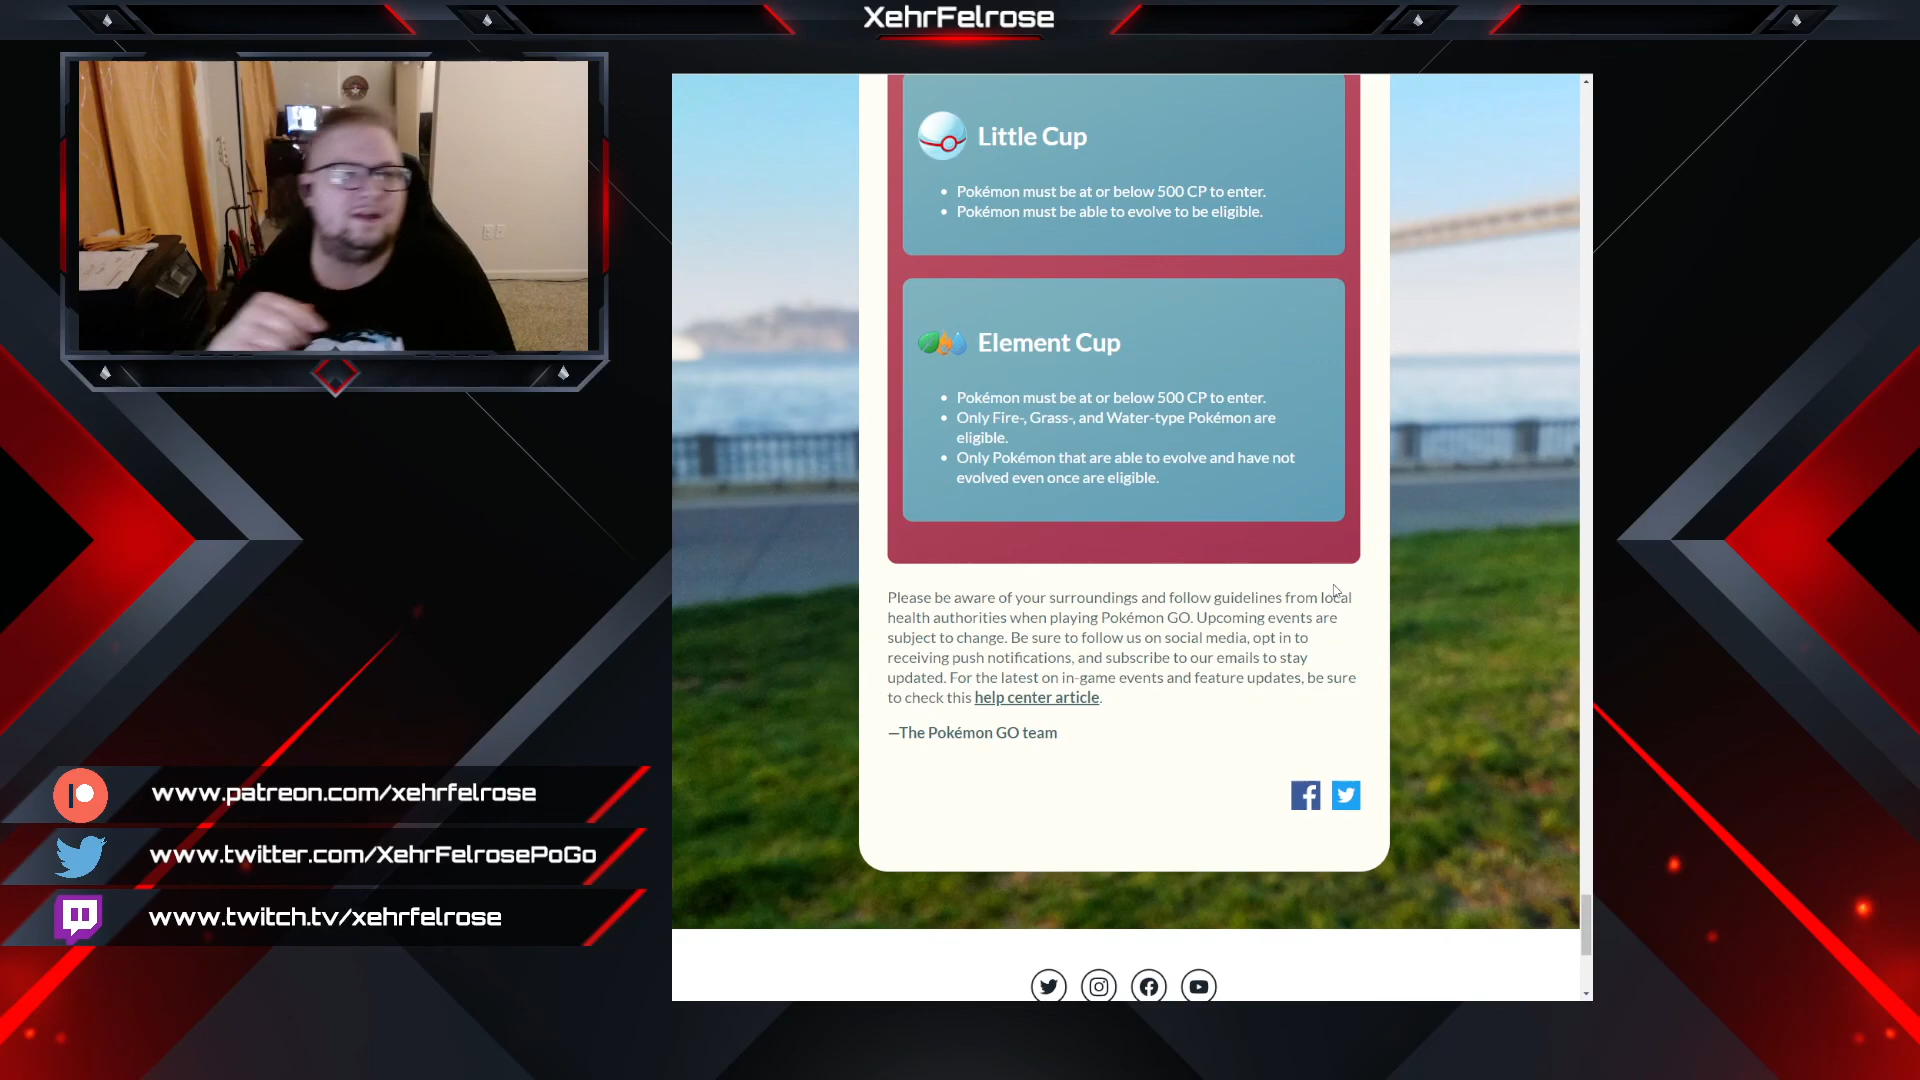 XehrFelrose
Little Cup
• Pokémon must be at or below 500 CP to enter.
• Pokémon must be able to evolve to be eligible.
Element Cup
• Pokémon must be at or below 500 CP to enter.
• Only Fire-, Grass-, and Water-type Pokémon are
eligible.
• Only Pokémon that are able to evolve and have not
evolved even once are eligible.
Please be aware of your surroundings and follow guidelines from local
health authorities when playing Pokémon GO. Upcoming events are
subject to change. Be sure to follow us on social media, opt in to
receiving push notifications, and subscribe to our emails to stay
updated. For the latest on in-game events and feature updates, be sure
to check this help center article.
—The Pokémon GO team
www.patreon.com/xehrfelrose
www.twitter.com/XehrFelrosePoGo
www.twitch.tv/xehrfelrose